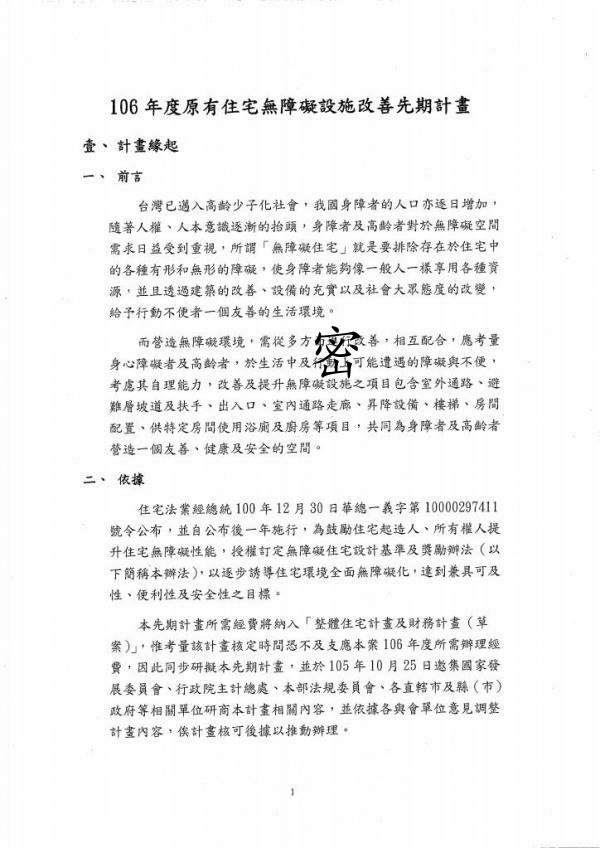 106 年度原有住宅無障礙設施改善先期計畫
壹、計畫緣起
一、 前言
台灣已邁入高齡少子化社會，我國身障者的人口亦逐日增加，
隨著人權、人本意識逐漸的抬頭，身障者及高齡者對於無障礙空間
需求日益受到重視，所謂「無障礙住宅」就是要排除存在於住宅中
的各種有形和無形的障礙，使身障者能夠像一般人一樣享用各種資
源，並且透過建築的改善、設備的充實以及社會大眾態度的改變，
給予行動不便者一個友善的生活環境。
而營造無障礙環境，需從多方面進行改善，相互配合，應考量
密
身心障礙者及高齡者，於生活中及行動上可能遭遇的障礙與不便，
考慮其自理能力，改善及提升無障礙設施之項目包含室外通路、避
難層坡道及扶手、出入口、室內通路走廊、昇降設備、樓梯、房間
配置、供特定房間使用浴廁及廚房等項目，共同為身障者及高齡者
營造一個友善、健康及安全的空間。
二、 依據
住宅法業經總統 100 年 12 月 30 日華總一義字第 10000297411
號令公布，並自公布後一年施行，為鼓勵住宅起造人、所有權人提
升住宅無障礙性能，授權訂定無障礙住宅設計基準及獎勵辦法（以
下簡稱本辦法），以逐步誘導住宅環境全面無障礙化，達到兼具可及
性、便利性及安全性之目標。
本先期計畫所需經費將納入「整體住宅計畫及財務計畫（草
案）」，惟考量該計畫核定時間恐不及支應本案 106 年度所需辦理經
費，因此同步研擬本先期計畫，並於 105 年 10 月 25 日邀集國家發
展委員會、行政院主計總處、本部法規委員會、各直轄市及縣（市）
政府等相關單位研商本計畫相關內容，並依據各與會單位意見調整
計畫內容，俟計畫核可後據以推動辦理。
1